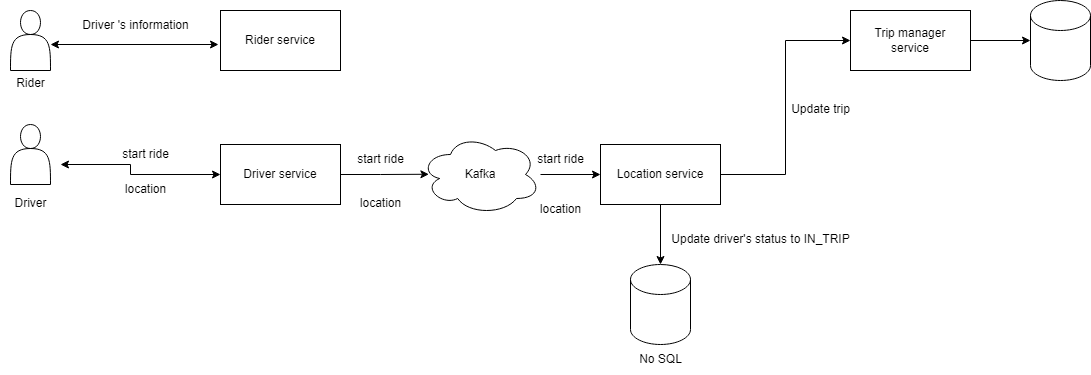 Driver 's information
Rider service
Rider
Trip manager
service
Update trip
start ride
location
Driver service
Driver
start ride
location
Kafka
start ride
location
Location service
Update driver's status to IN_TRIP
No SQL